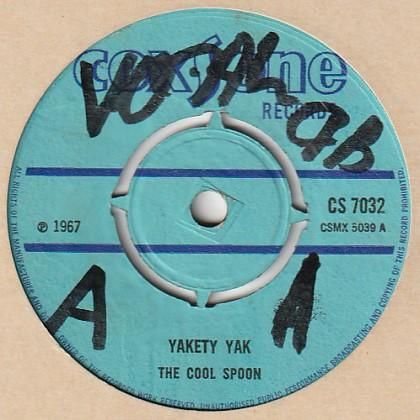 coxsone
RECORDS
VOCAL
ab
CS 7032
℗ 1967
CSMX 5039 A
A
A
YAKETY YAK
THE COOL SPOON
ALL RIGHTS OF THE MANUFACTURER AND OF THE OWNER OF THE RECORDED WORK RESERVED. UNAUTHORISED PUBLIC PERFORMANCE BROADCASTING AND COPYING OF THIS RECORD PROHIBITED.